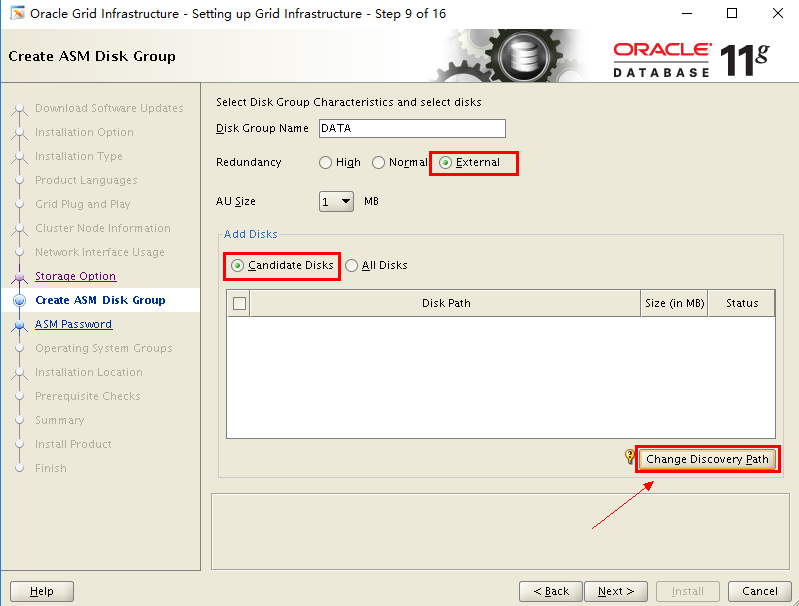 Oracle Grid Infrastructure - Setting up Grid Infrastructure - Step 9 of 16
Create ASM Disk Group
ORACLE
DATABASE 11g
Download Software Updates
Installation Option
Installation Type
Product Languages
Grid Plug and Play
Cluster Node Information
Network Interface Usage
Storage Option
Create ASM Disk Group
ASM Password
Operating System Groups
Installation Location
Prerequisite Checks
Summary
Install Product
Finish
Select Disk Group Characteristics and select disks
Disk Group Name DATA
Redundancy High Normal External
AU Size 1 MB
Add Disks
Candidate Disks All Disks
Disk Path Size (in MB) Status
Change Discovery Path
Help < Back Next > Install Cancel